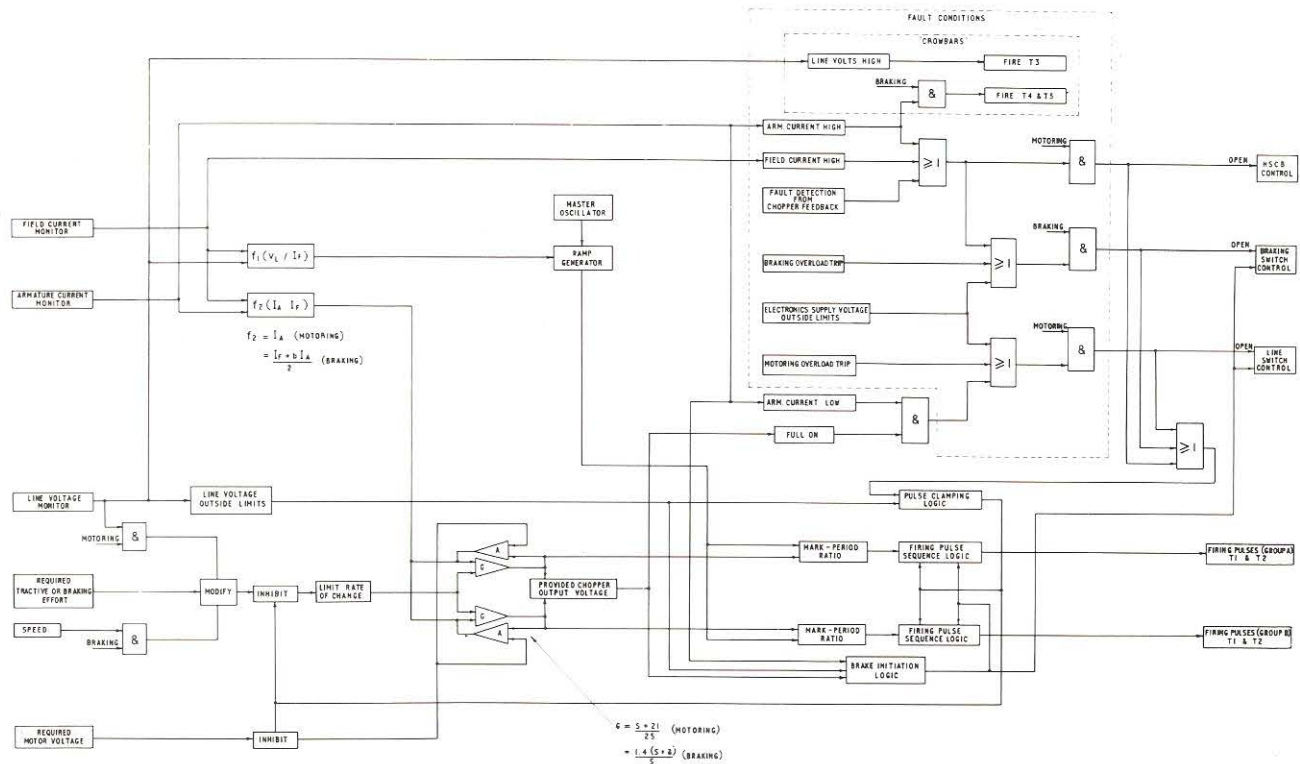 FAULT CONDITIONS
"CROWBARS"
LINE VOLTS HIGH
FIRE T3
BRAKING
&
FIRE T4 & T5
ARM. CURRENT HIGH
MOTORING
FIELD CURRENT HIGH
≥ 1
&
OPEN
HSCB
CONTROL
FAULT DETECTION
FROM
CHOPPER FEEDBACK
MASTER
OSCILLATOR
FIELD CURRENT
MONITOR
BRAKING
&
OPEN
BRAKING
SWITCH
CONTROL
f1 (VL / IF)
RAMP
GENERATOR
BRAKING OVERLOAD TRIP
≥ 1
ARMATURE CURRENT
MONITOR
f2 (IA IF)
ELECTRONICS SUPPLY VOLTAGE
OUTSIDE LIMITS
f2 = IA (MOTORING)
= IF + b IA
2
(BRAKING)
MOTORING
&
OPEN
LINE
SWITCH
CONTROL
MOTORING OVERLOAD TRIP
≥ 1
ARM. CURRENT LOW
&
FULL ON
≥ 1
LINE VOLTAGE
MONITOR
LINE VOLTAGE
OUTSIDE LIMITS
PULSE CLAMPING
LOGIC
MOTORING
&
A
G
MARK - PERIOD
RATIO
FIRING PULSE
SEQUENCE LOGIC
FIRING PULSES (GROUP A)
T1 & T2
REQUIRED
TRACTIVE OR BRAKING
EFFORT
MODIFY
INHIBIT
LIMIT RATE
OF CHANGE
PROVIDED CHOPPER
OUTPUT VOLTAGE
SPEED
BRAKING
&
G
A
MARK - PERIOD
RATIO
FIRING PULSE
SEQUENCE LOGIC
FIRING PULSES (GROUP B)
T1 & T2
BRAKE INITIATION
LOGIC
REQUIRED
MOTOR VOLTAGE
INHIBIT
G = S + 21
25
(MOTORING)
= 1.4 (S + 2)
S
(BRAKING)